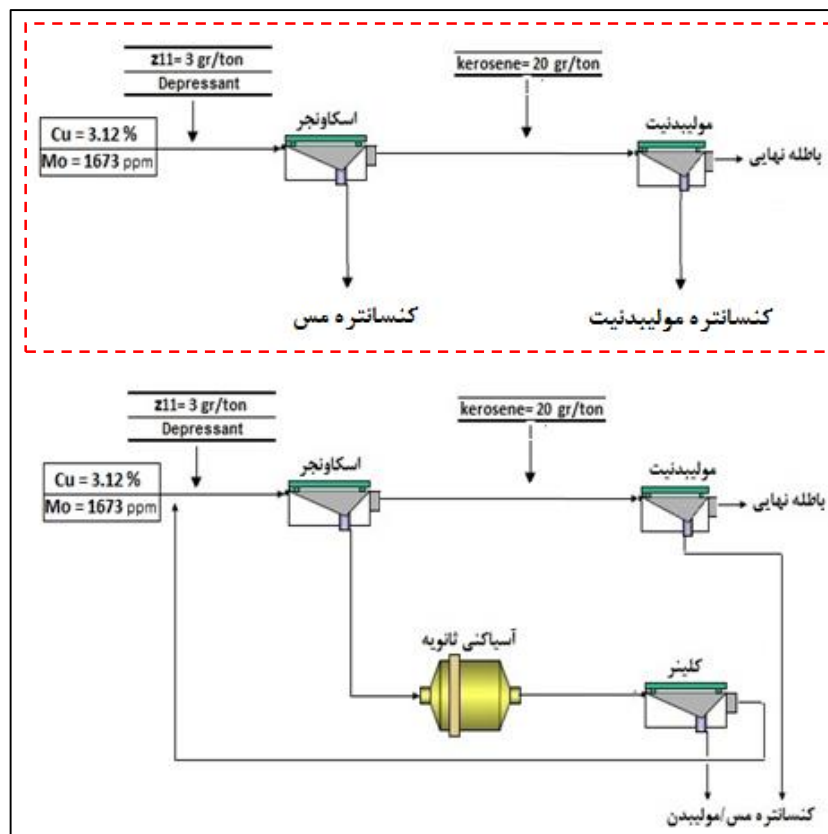 z11= 3 gr/ton
Depressant
kerosene= 20 gr/ton
Cu = 3.12 %
Mo = 1673 ppm
اسکاونجر
مولیبدنیت
باطله نهایی
کنسانتره مس
کنسانتره مولیبدنیت
z11= 3 gr/ton
Depressant
kerosene= 20 gr/ton
Cu = 3.12 %
Mo = 1673 ppm
اسکاونجر
مولیبدنیت
باطله نهایی
آسیاکنی ثانویه
کلینر
کنسانتره مس/مولیبدن